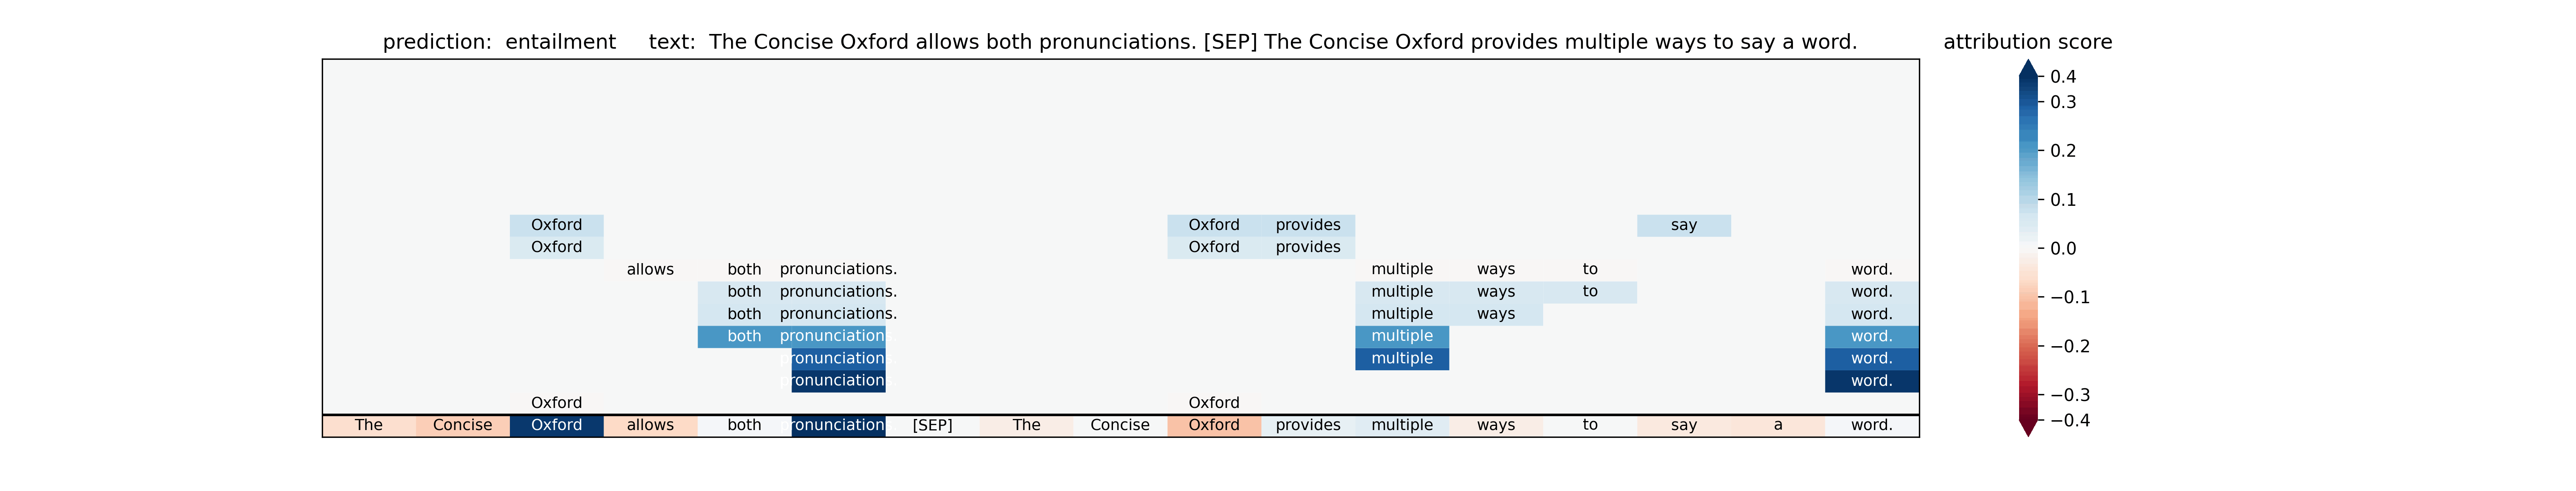 prediction:  entailment     text:  The Concise Oxford allows both pronunciations. [SEP] The Concise Oxford provides multiple ways to say a word.
attribution score
0.4
0.3
0.2
0.1
0.0
−0.1
−0.2
−0.3
−0.4
Oxford Oxford provides say
Oxford Oxford provides
allows both pronunciations. multiple ways to word.
both pronunciations. multiple ways to word.
both pronunciations. multiple ways word.
both pronunciation multiple word.
pronunciation multiple word.
pronunciation word.
Oxford Oxford
The Concise Oxford allows both pronunciation [SEP] The Concise Oxford provides multiple ways to say a word.